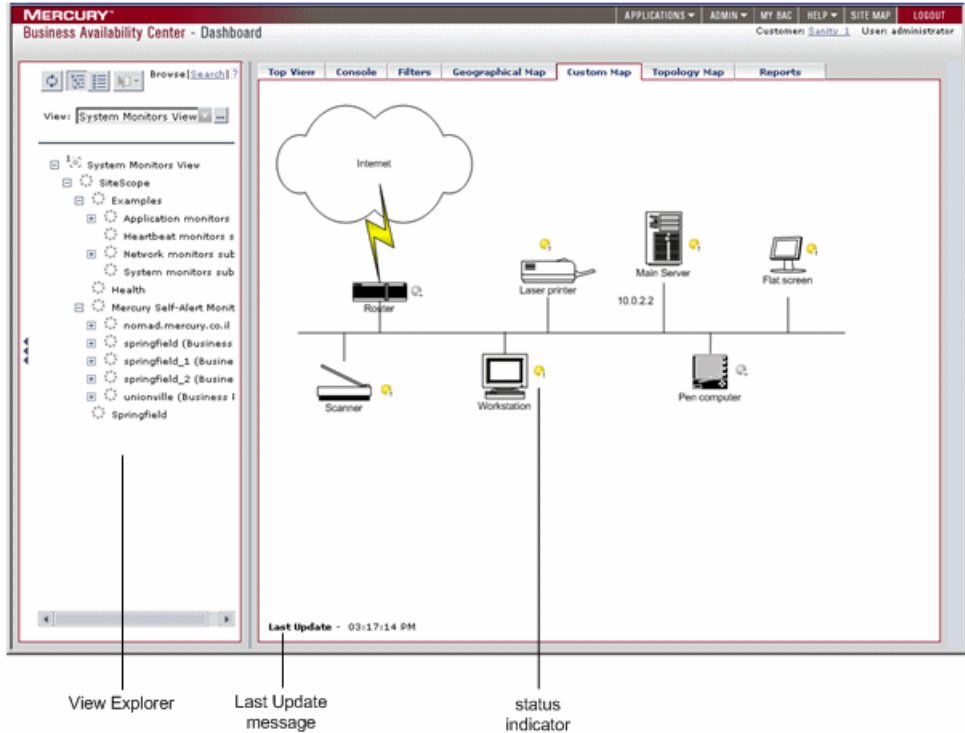 MERCURY™
APPLICATIONS ADMIN MY BAC HELP SITE MAP LOGOUT
Business Availability Center - Dashboard
Customer: Sanity_1 User: administrator
Browse|Search| ?
View: System Monitors View ...
System Monitors View
SiteScope
Examples
Application monitors
Heartbeat monitors s
Network monitors sub
System monitors sub
Health
Mercury Self-Alert Monit
nomad.mercury.co.il
springfield (Business
springfield_1 (Busine
springfield_2 (Busine
unionville (Business
Springfield
Top View Console Filters Geographical Map Custom Map Topology Map Reports
Internet
Router
Laser printer
Main Server
Flat screen
10.0.2.2
Scanner
Workstation
Pen computer
Last Update - 03:17:14 PM
View Explorer
Last Update
message
status
indicator